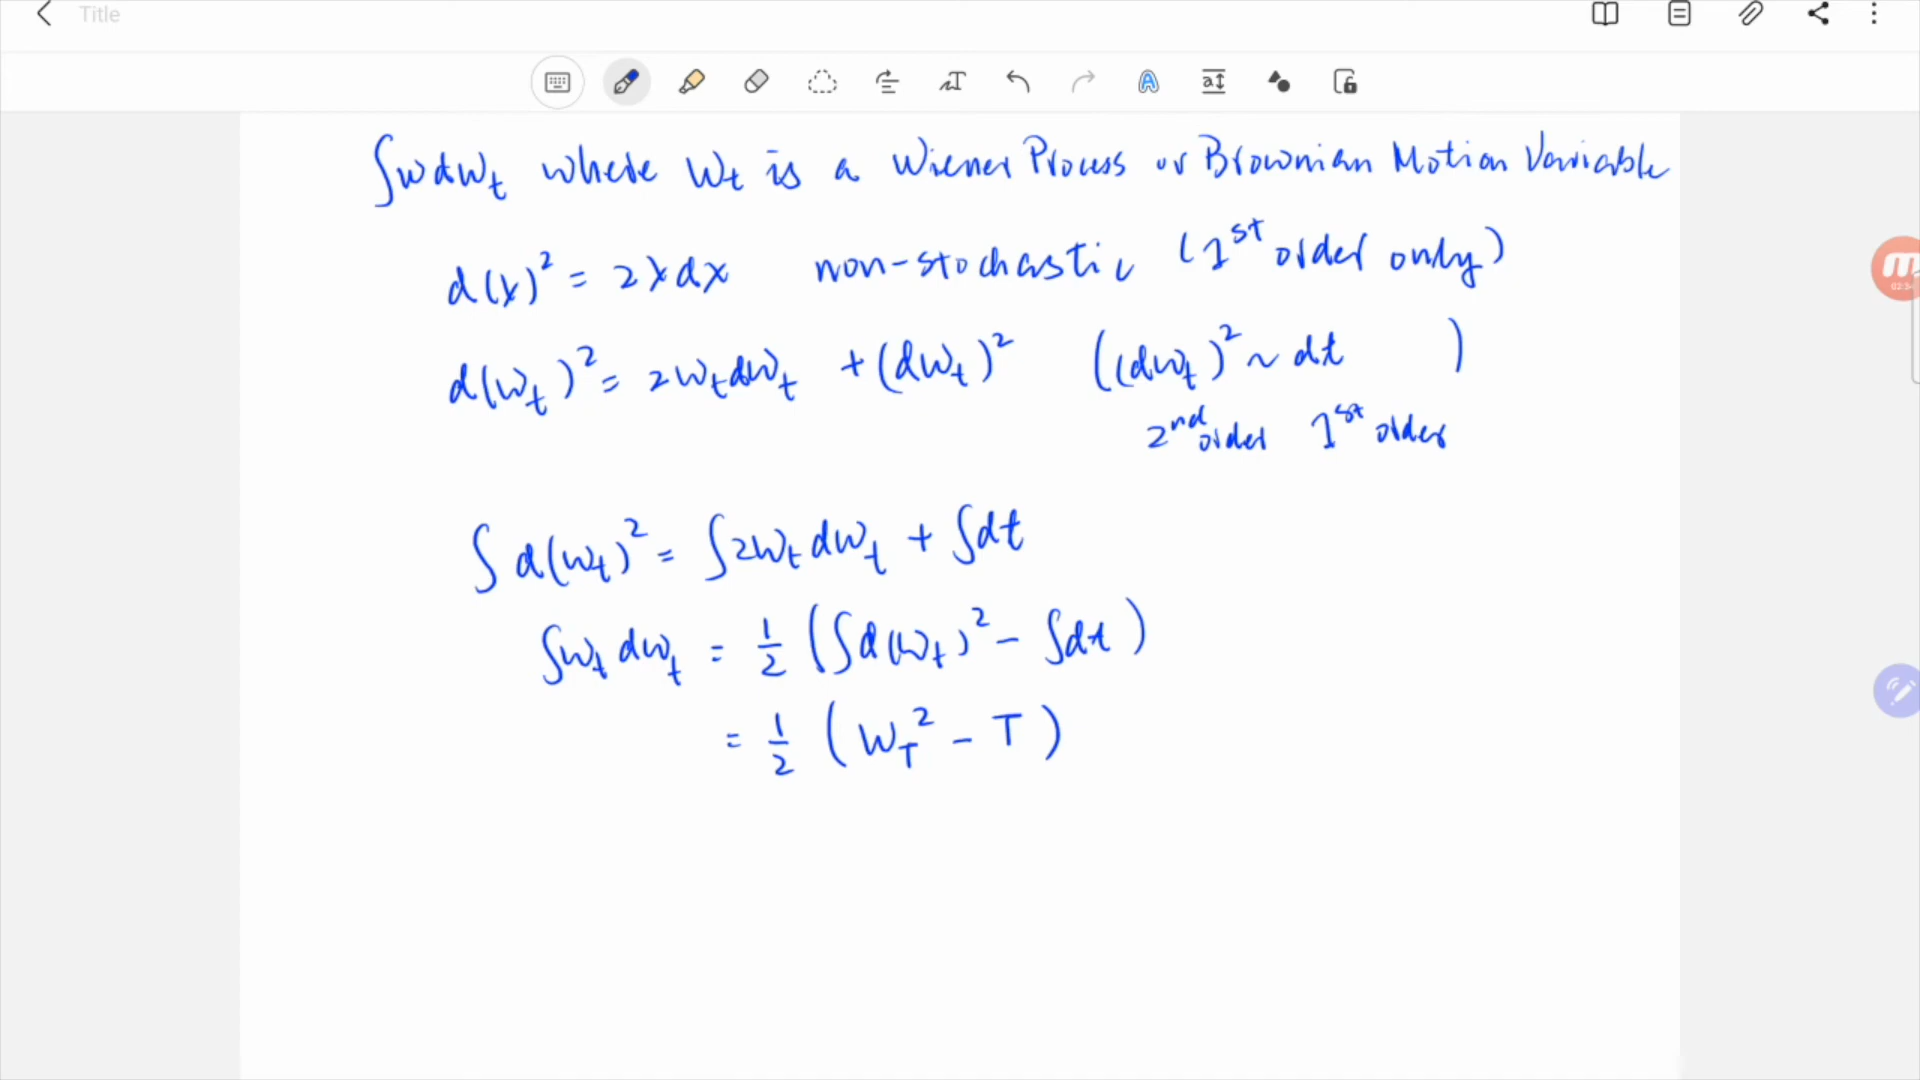 Title
∫w dw_t where W_t is a Wiener Process or Brownian Motion Variable
d(x)² = 2x dx non-stochastic (1st order only)
d(w_t)² = 2w_t dw_t + (dw_t)² ((dw_t)² ~ dt )
2nd order 1st order
∫d(w_t)² = ∫2w_t dw_t + ∫dt
∫w_t dw_t = 1/2 (∫d(w_t)² - ∫dt)
= 1/2 (W_T² - T)